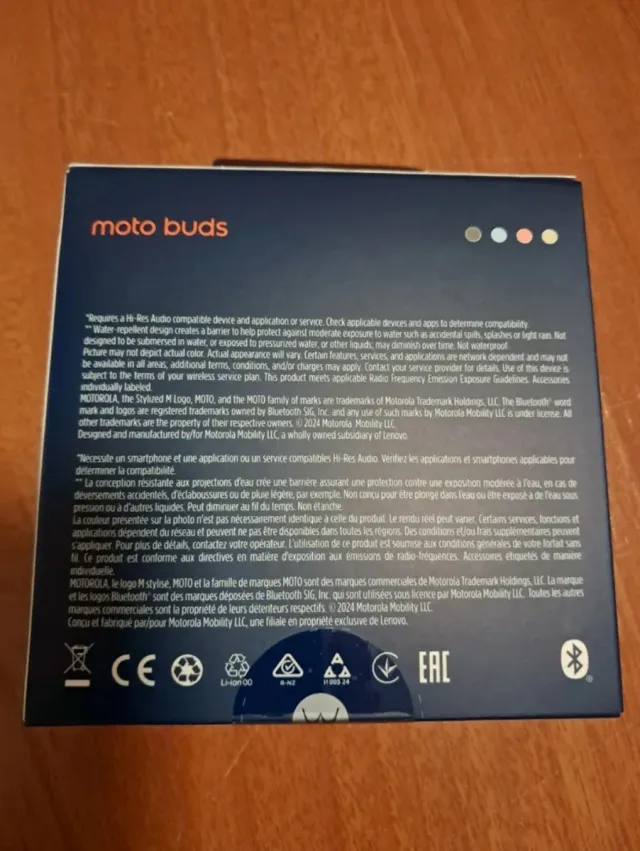 moto buds
*Requires a Hi-Res Audio compatible device and application or service. Check applicable devices and apps to determine compatibility.
** Water-repellent design creates a barrier to help protect against moderate exposure to water such as accidental spills, splashes or light rain. Not
designed to be submersed in water, or exposed to pressurized water, or other liquids; may diminish over time. Not waterproof.
Picture may not depict actual color. Actual appearance will vary. Certain features, services, and applications are network dependent and may not
be available in all areas, additional terms, conditions, and/or charges may apply. Contact your service provider for details. Use of this device is
subject to the terms of your wireless service plan. This product meets applicable Radio Frequency Emission Exposure Guidelines. Accessories
individually labeled.
MOTOROLA, the Stylized M Logo, MOTO, and the MOTO family of marks are trademarks of Motorola Trademark Holdings, LLC. The Bluetooth® word
mark and logos are registered trademarks owned by Bluetooth SIG, Inc. and any use of such marks by Motorola Mobility LLC is under license. All
other trademarks are the property of their respective owners. © 2024 Motorola Mobility LLC.
Designed and manufactured by/for Motorola Mobility LLC, a wholly owned subsidiary of Lenovo.
*Nécessite un smartphone et une application ou un service compatibles Hi-Res Audio. Vérifiez les applications et smartphones applicables pour
déterminer la compatibilité.
** La conception résistante aux projections d'eau crée une barrière assurant une protection contre une exposition modérée à l'eau, en cas de
déversements accidentels, d'éclaboussures ou de pluie légère, par exemple. Non conçu pour être plongé dans l'eau ou être exposé à de l'eau sous
pression ou à d'autres liquides. Peut diminuer au fil du temps. Non étanche.
La couleur présentée sur la photo n'est pas nécessairement identique à celle du produit. Le rendu réel peut varier. Certains services, fonctions et
applications dépendent du réseau et peuvent ne pas être disponibles dans toutes les régions. Des conditions et/ou frais supplémentaires peuvent
s'appliquer. Pour plus de détails, contactez votre opérateur. L'utilisation de ce produit est soumise aux conditions générales de votre forfait sans
fil. Ce produit est conforme aux directives en matière d'exposition aux émissions de radio-fréquences. Accessoires étiquetés de manière
individuelle.
MOTOROLA, le logo M stylisé, MOTO et la famille de marques MOTO sont des marques commerciales de Motorola Trademark Holdings, LLC. La marque
et les logos Bluetooth® sont des marques déposées de Bluetooth SIG, Inc. qui sont utilisées sous licence par Motorola Mobility LLC. Toutes les autres
marques commerciales sont la propriété de leurs détenteurs respectifs. © 2024 Motorola Mobility LLC.
Conçu et fabriqué par/pour Motorola Mobility LLC, une filiale en propriété exclusive de Lenovo.
CE Li-ion 00 R-NZ И 005 24 EAC ®